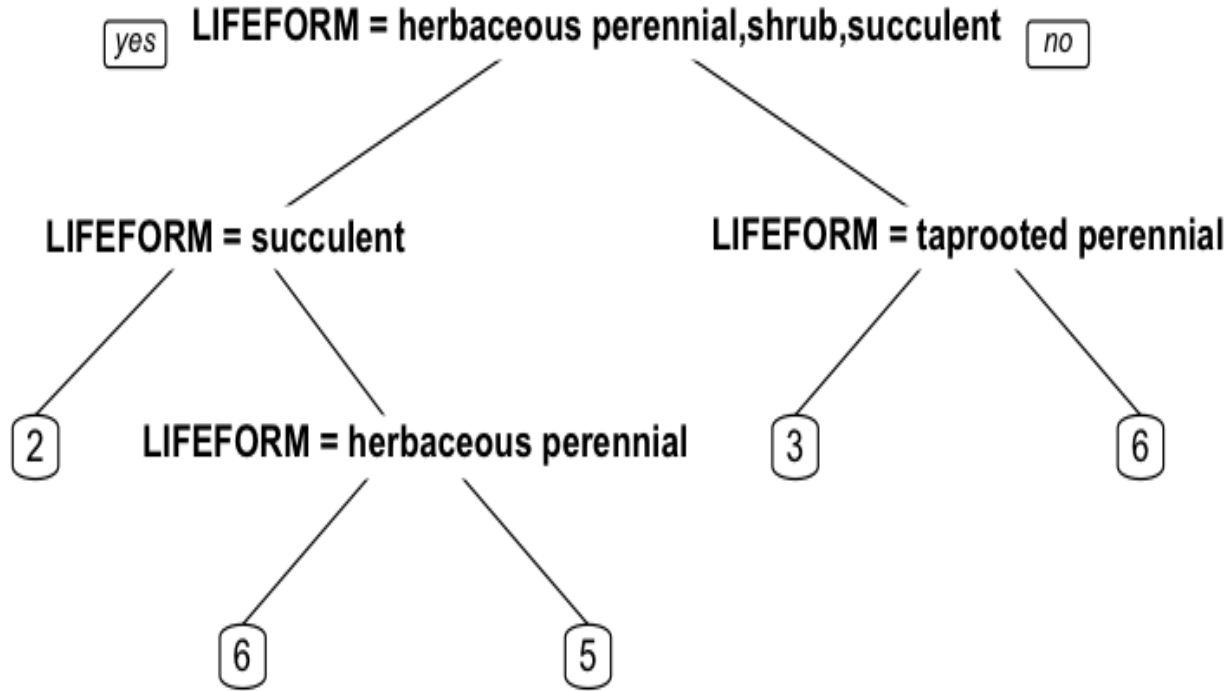 yes
LIFEFORM = herbaceous perennial,shrub,succulent
no
LIFEFORM = succulent
LIFEFORM = taprooted perennial
2
LIFEFORM = herbaceous perennial
3
6
6
5